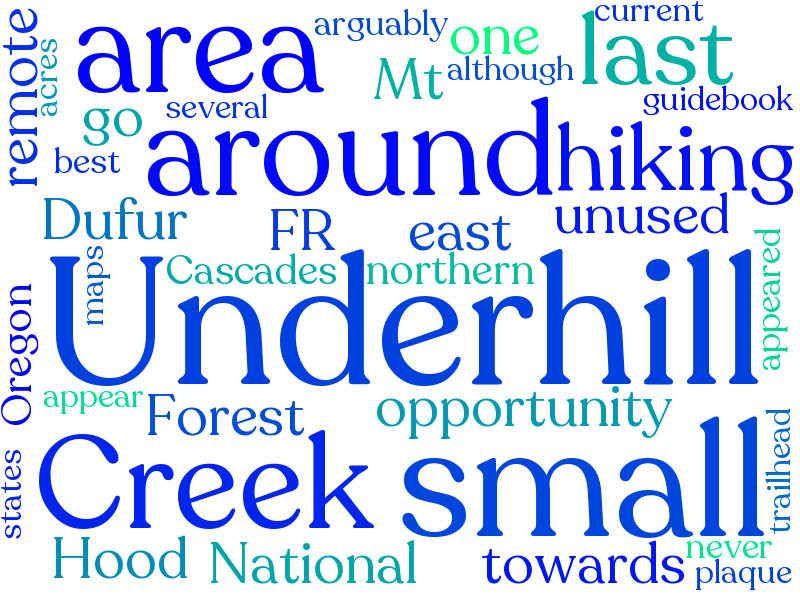 current
arguably
one
last
area
Mt
although
remote
acres
guidebook
several
go
around
hiking
best
Dufur
FR
east
unused
Cascades
northern
maps
Underhill
appeared
Oregon
appear
Forest
opportunity
Creek
small
trailhead
states
Hood
National
towards
never
plaque